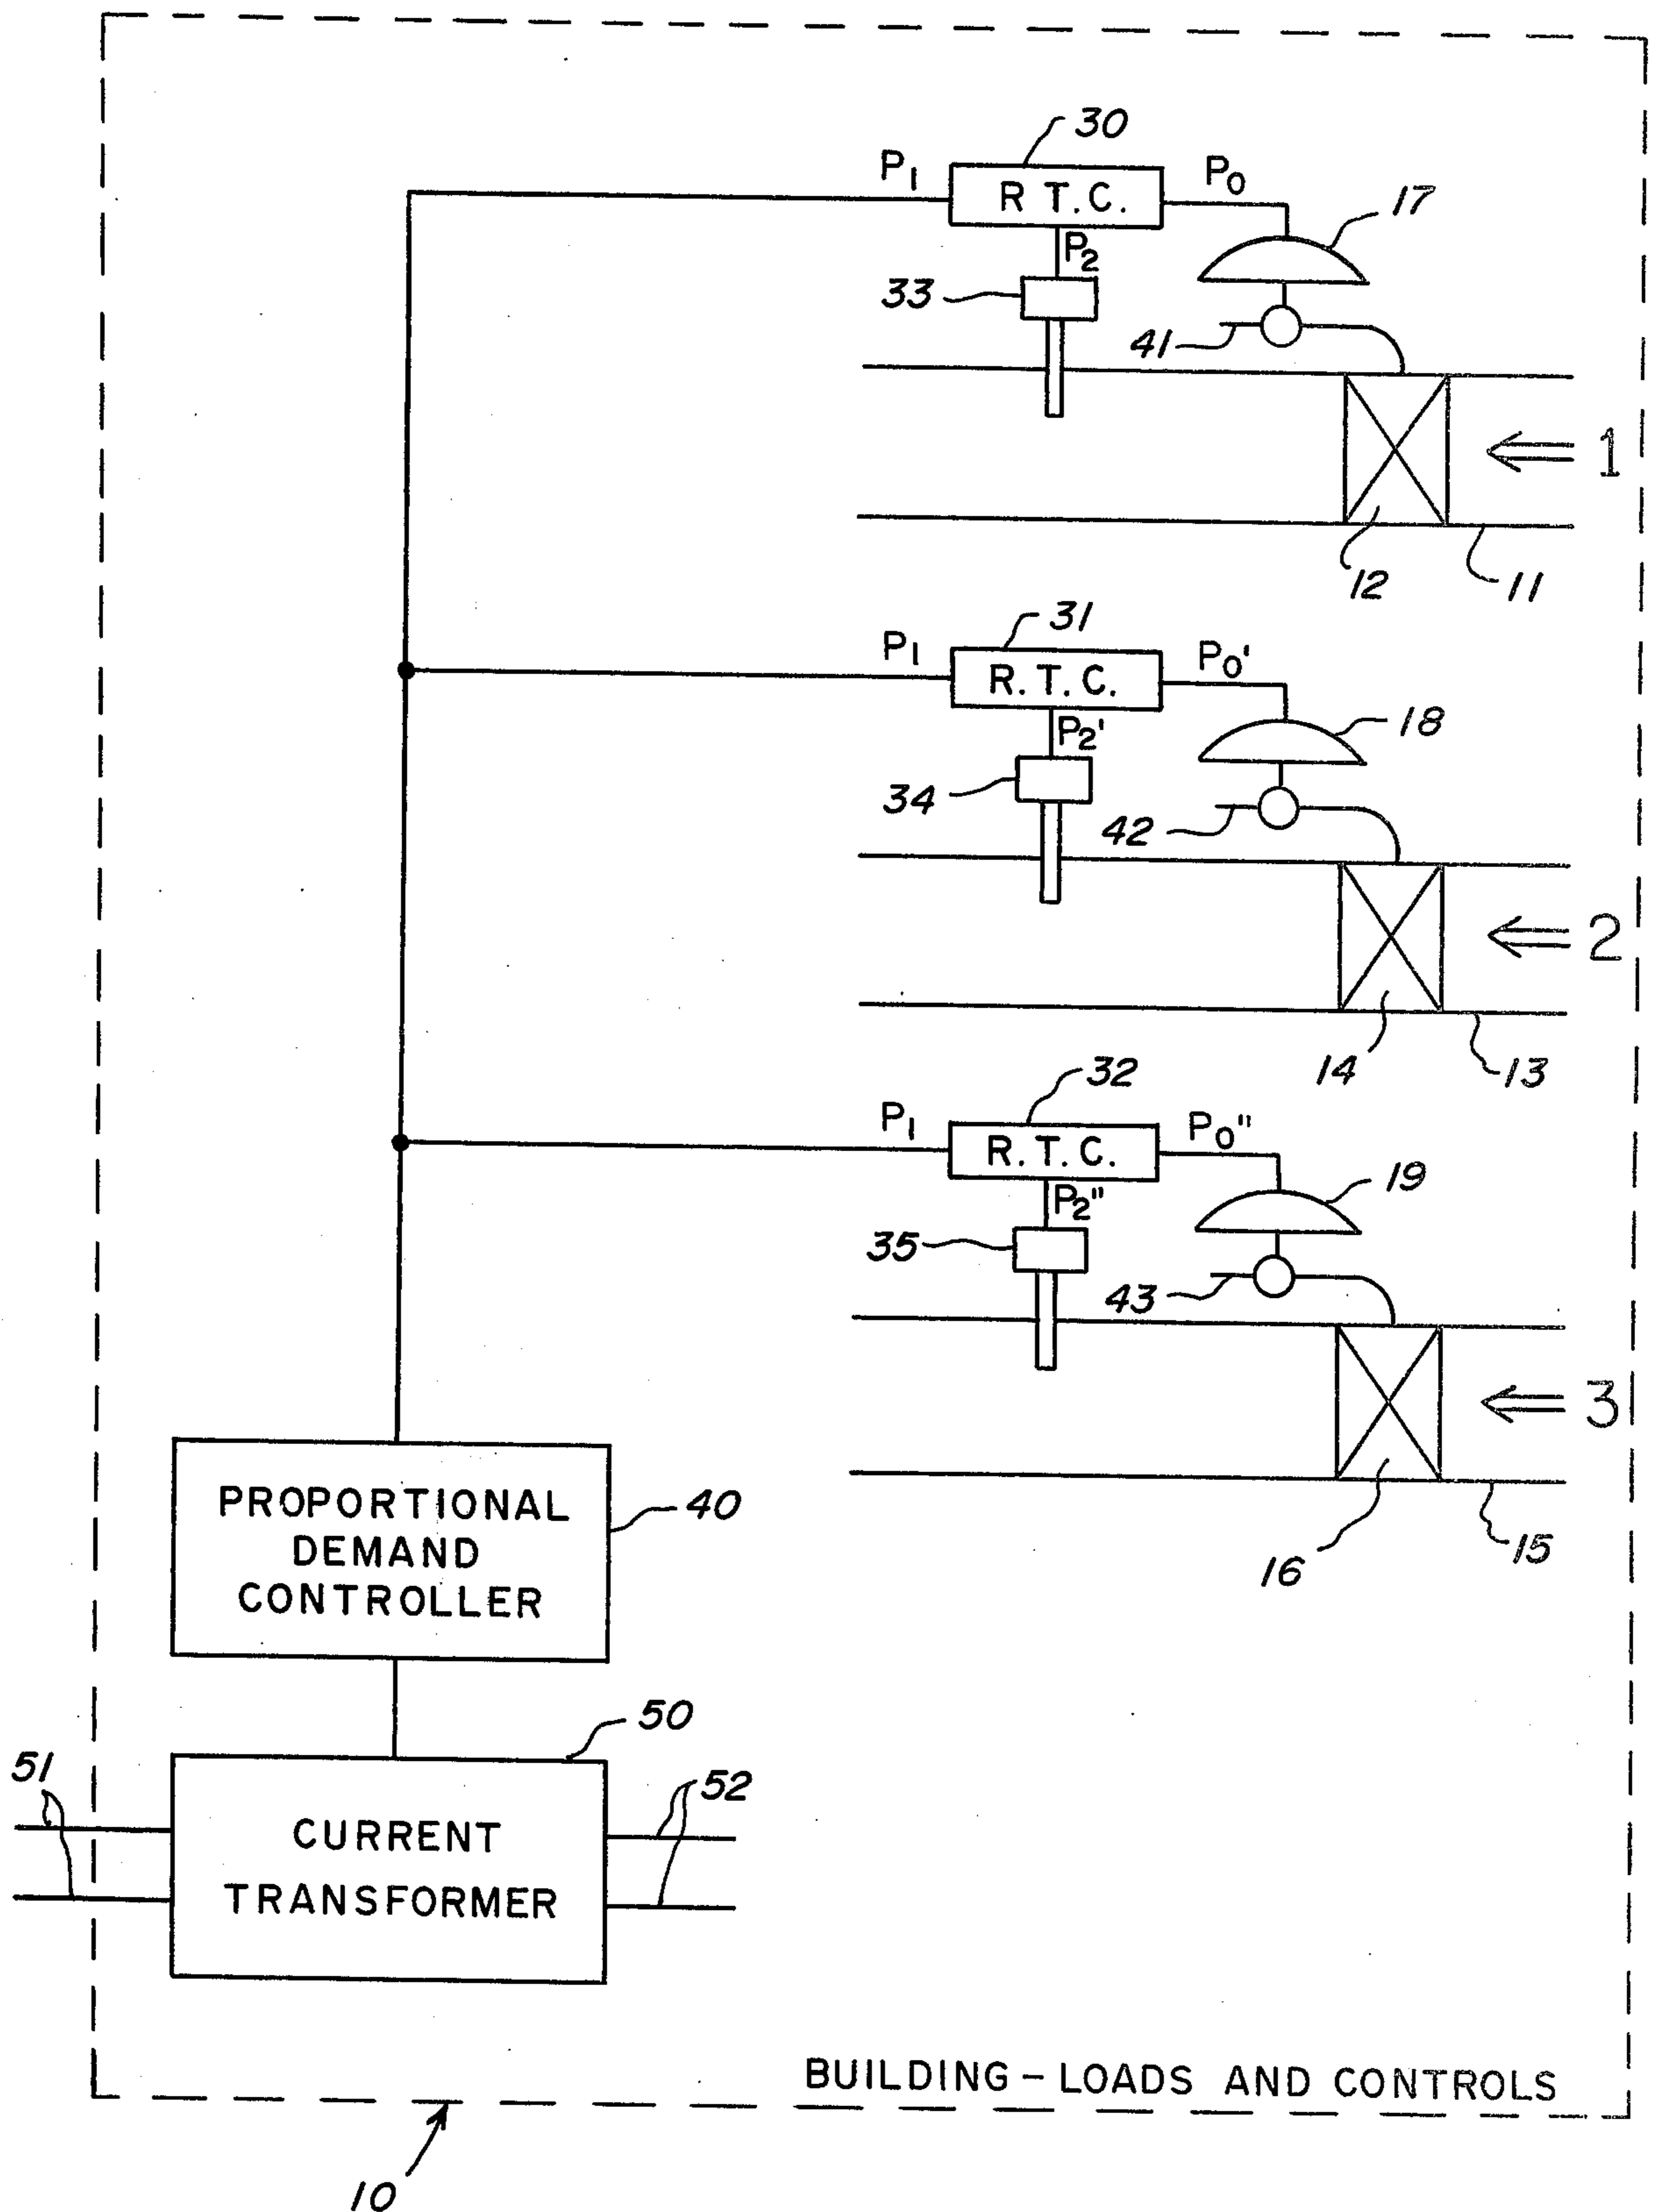 30
P1 R T.C. P0
17
P2
33
41
1
12 11
31
P1 R.T.C. P0'
18
P2'
34
42
2
14 13
32
P1 R.T.C. P0"
19
P2"
35
43
3
16 15
PROPORTIONAL
DEMAND
CONTROLLER
40
50
51 52
CURRENT
TRANSFORMER
BUILDING – LOADS AND CONTROLS
10